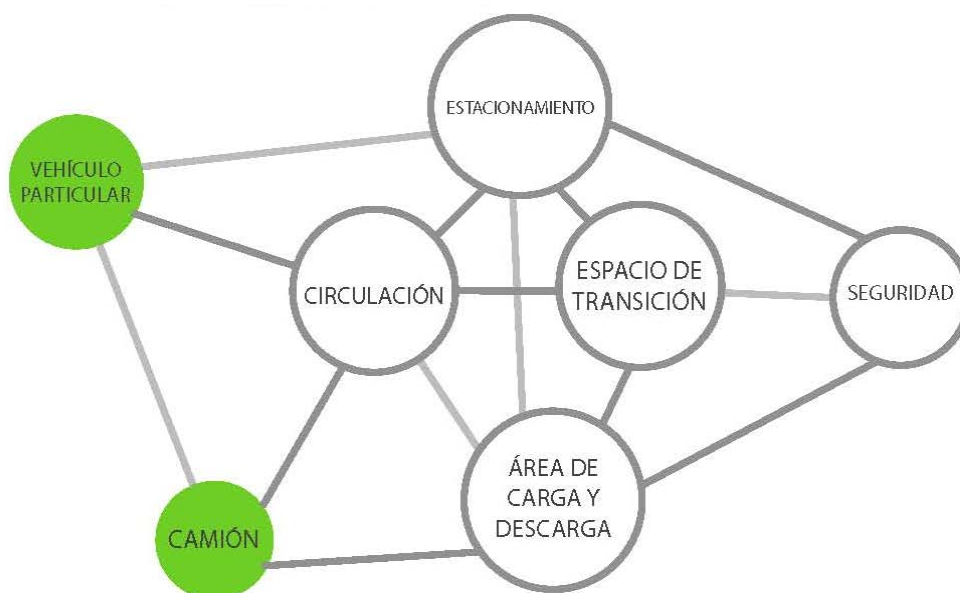 ESTACIONAMIENTO
VEHÍCULO
PARTICULAR
CIRCULACIÓN
ESPACIO DE
TRANSICIÓN
SEGURIDAD
ÁREA DE
CARGA Y
DESCARGA
CAMIÓN